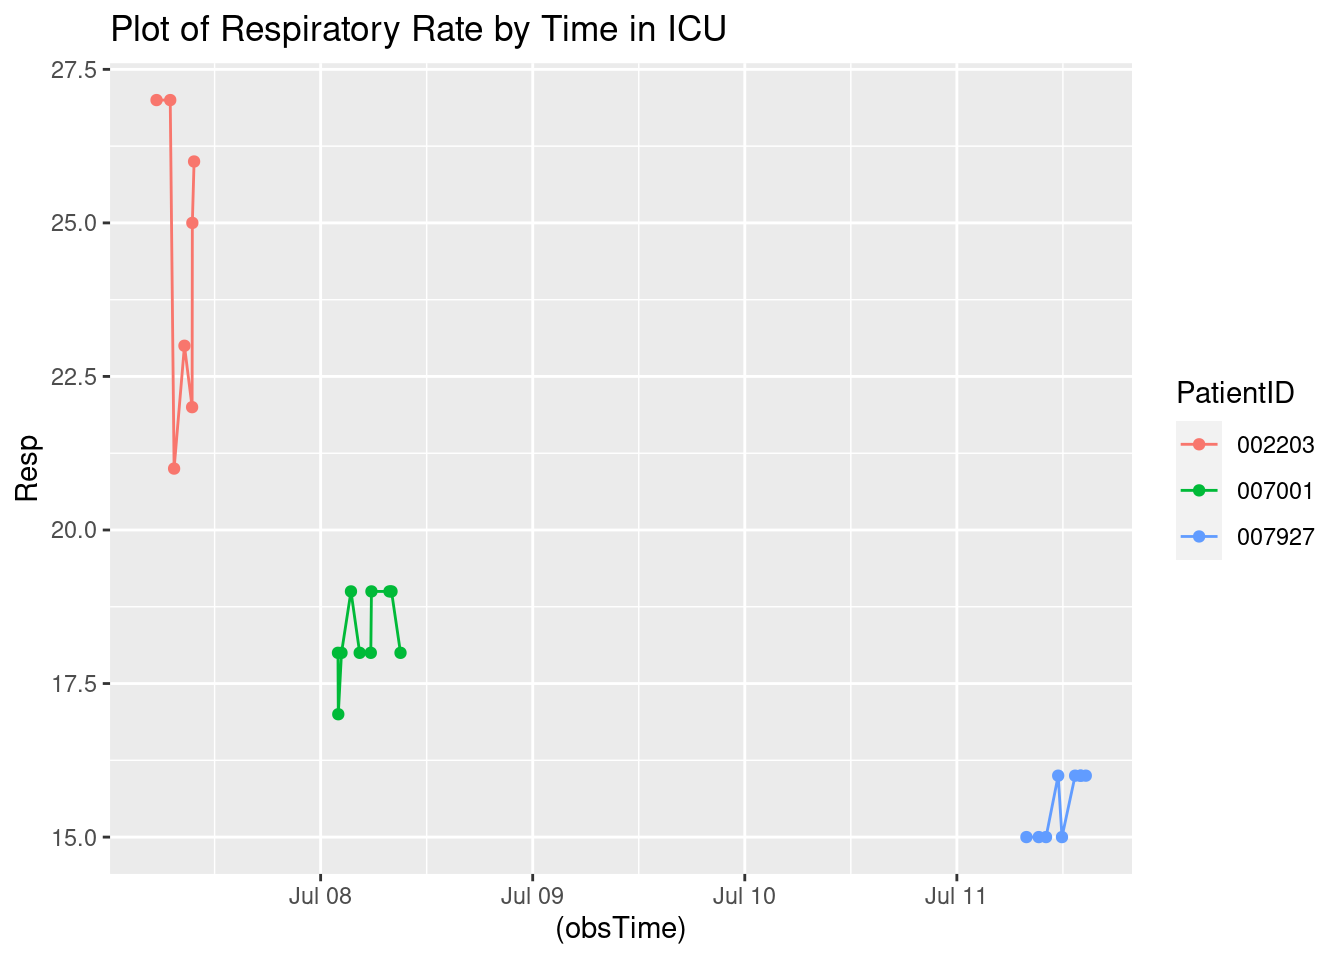 Plot of Respiratory Rate by Time in ICU
27.5
25.0
22.5
20.0
17.5
15.0
Resp
Jul 08
Jul 09
Jul 10
Jul 11
(obsTime)
PatientID
002203
007001
007927